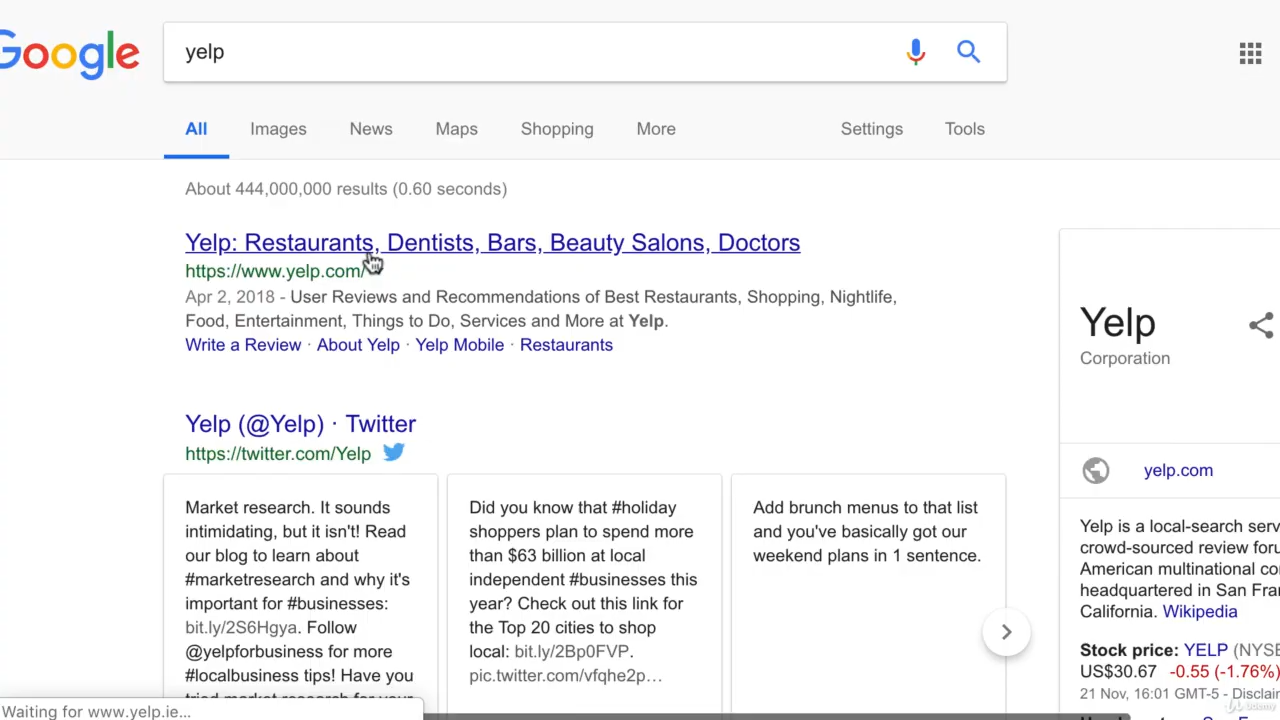 Google
yelp
All Images News Maps Shopping More Settings Tools
About 444,000,000 results (0.60 seconds)
Yelp: Restaurants, Dentists, Bars, Beauty Salons, Doctors
https://www.yelp.com/
Apr 2, 2018 - User Reviews and Recommendations of Best Restaurants, Shopping, Nightlife,
Food, Entertainment, Things to Do, Services and More at Yelp.
Write a Review · About Yelp · Yelp Mobile · Restaurants
Yelp (@Yelp) · Twitter
https://twitter.com/Yelp
Market research. It sounds
intimidating, but it isn't! Read
our blog to learn about
#marketresearch and why it's
important for #businesses:
bit.ly/2S6Hgya. Follow
@yelpforbusiness for more
#localbusiness tips! Have you
tried market research for your
Did you know that #holiday
shoppers plan to spend more
than $63 billion at local
independent #businesses this
year? Check out this link for
the Top 20 cities to shop
local: bit.ly/2Bp0FVP.
pic.twitter.com/vfqhe2p…
Add brunch menus to that list
and you've basically got our
weekend plans in 1 sentence.
Yelp
Corporation
yelp.com
Yelp is a local-search serv
crowd-sourced review foru
American multinational co
headquartered in San Fra
California. Wikipedia
Stock price: YELP (NYSE
US$30.67 -0.55 (-1.76%)
21 Nov, 16:01 GMT-5 - Disclai
Waiting for www.yelp.ie...
Udemy